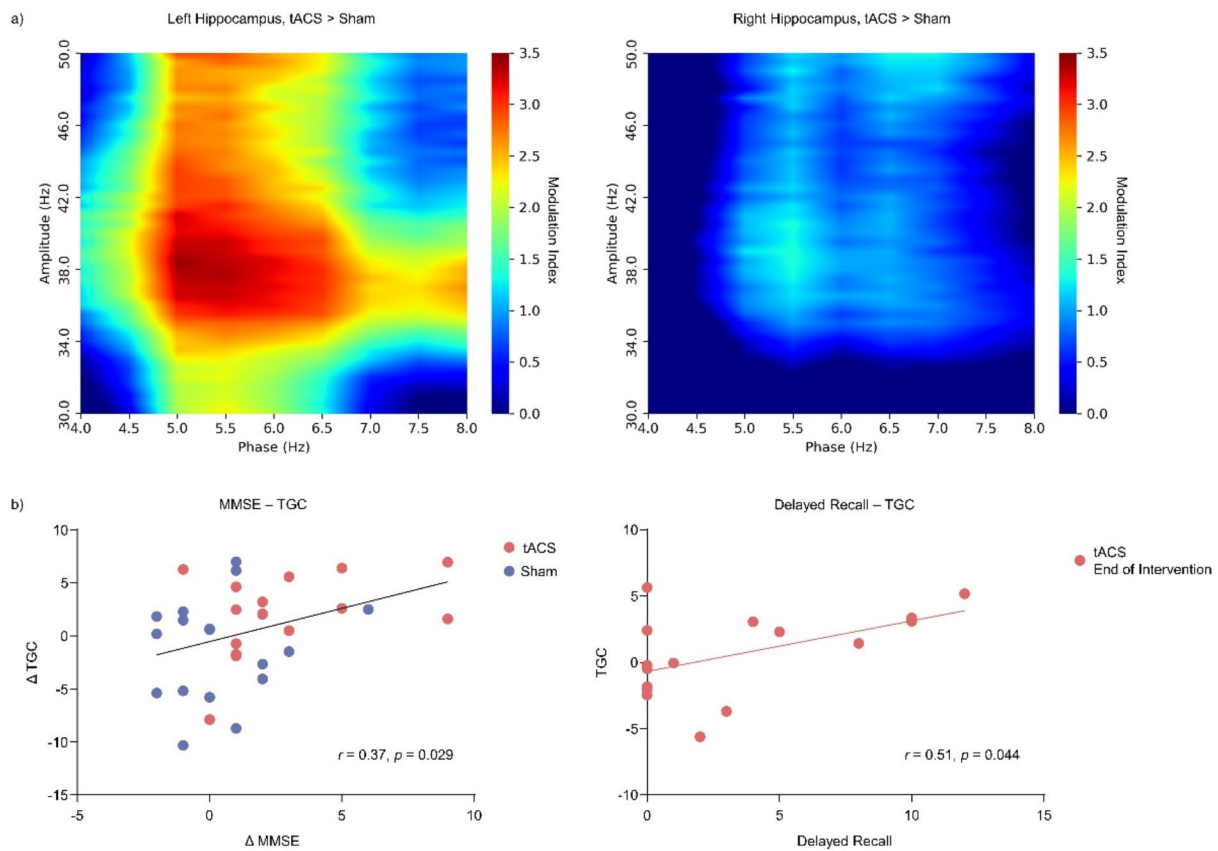 a)
Left Hippocampus, tACS > Sham
Right Hippocampus, tACS > Sham
50.0
46.0
42.0
38.0
34.0
30.0
Amplitude (Hz)
4.0 4.5 5.0 5.5 6.0 6.5 7.0 7.5 8.0
Phase (Hz)
3.5
3.0
2.5
2.0
1.5
1.0
0.5
0.0
Modulation Index
50.0
46.0
42.0
38.0
34.0
30.0
Amplitude (Hz)
4.0 4.5 5.0 5.5 6.0 6.5 7.0 7.5 8.0
Phase (Hz)
3.5
3.0
2.5
2.0
1.5
1.0
0.5
0.0
Modulation Index
b)
MMSE – TGC
10
5
0
-5
-10
-15
Δ TGC
tACS
Sham
r = 0.37, p = 0.029
-5 0 5 10
Δ MMSE
Delayed Recall – TGC
10
5
0
-5
-10
TGC
tACS
End of Intervention
r = 0.51, p = 0.044
0 5 10 15
Delayed Recall